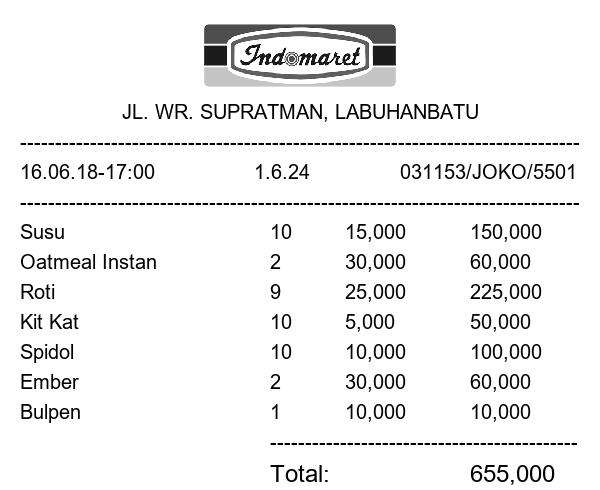 Indomaret
JL. WR. SUPRATMAN, LABUHANBATU
--------------------------------------------------------------------------------
16.06.18-17:00 1.6.24 031153/JOKO/5501
--------------------------------------------------------------------------------
Susu 10 15,000 150,000
Oatmeal Instan 2 30,000 60,000
Roti 9 25,000 225,000
Kit Kat 10 5,000 50,000
Spidol 10 10,000 100,000
Ember 2 30,000 60,000
Bulpen 1 10,000 10,000
--------------------------------------------
Total: 655,000